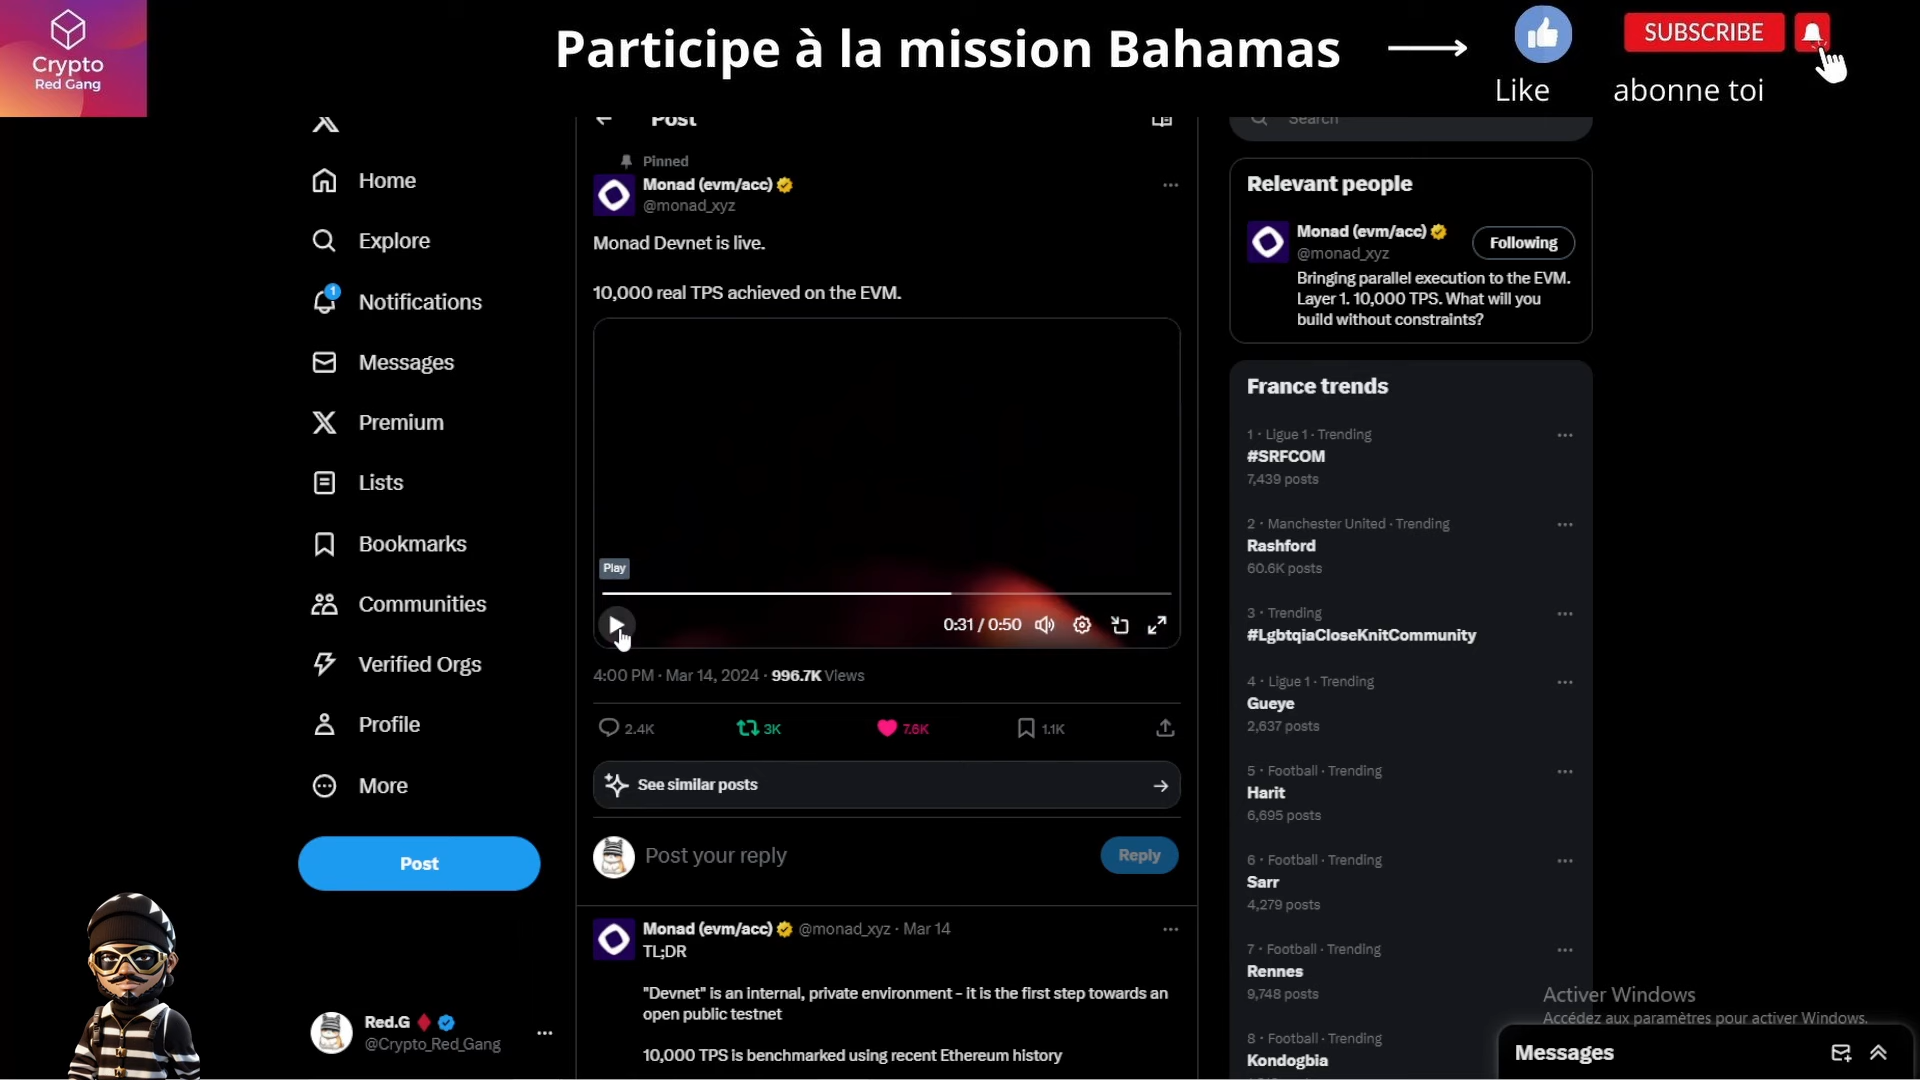 Crypto
Red Gang
Participe à la mission Bahamas
Like
SUBSCRIBE
abonne toi
Home
Explore
1
Notifications
Messages
Premium
Lists
Bookmarks
Communities
Verified Orgs
Profile
More
Post
Red.G
@Crypto_Red_Gang
Post
Pinned
Monad (evm/acc)
@monad_xyz
Monad Devnet is live.
10,000 real TPS achieved on the EVM.
Play
0:31 / 0:50
4:00 PM · Mar 14, 2024 · 996.7K Views
2.4K
3K
7.6K
1.1K
See similar posts
Post your reply
Reply
Monad (evm/acc) @monad_xyz · Mar 14
TL;DR
"Devnet" is an internal, private environment - it is the first step towards an
open public testnet
10,000 TPS is benchmarked using recent Ethereum history
Search
Relevant people
Monad (evm/acc)
@monad_xyz
Following
Bringing parallel execution to the EVM.
Layer 1. 10,000 TPS. What will you
build without constraints?
France trends
1 · Ligue 1 · Trending
#SRFCOM
7,439 posts
2 · Manchester United · Trending
Rashford
60.6K posts
3 · Trending
#LgbtqiaCloseKnitCommunity
4 · Ligue 1 · Trending
Gueye
2,637 posts
5 · Football · Trending
Harit
6,695 posts
6 · Football · Trending
Sarr
4,279 posts
7 · Football · Trending
Rennes
9,748 posts
8 · Football · Trending
Kondogbia
Activer Windows
Accédez aux paramètres pour activer Windows.
Messages